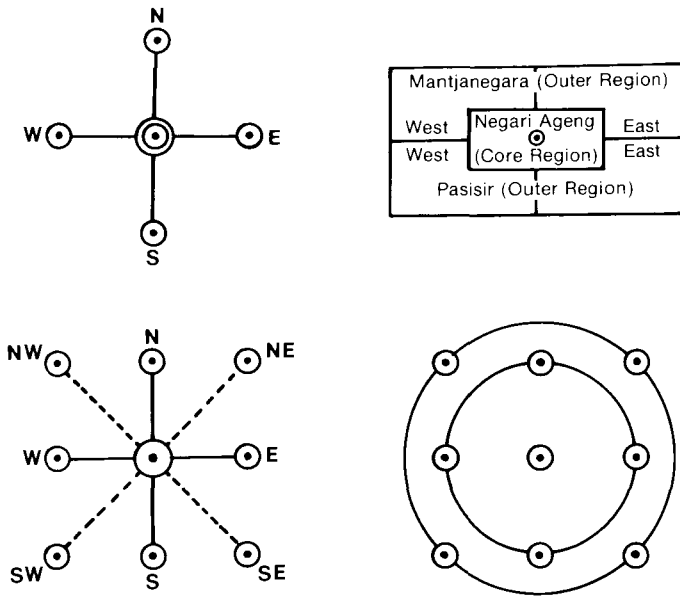 N
W
E
S
Mantjanegara (Outer Region)
West
Negari Ageng
East
West
(Core Region)
East
Pasisir (Outer Region)
NW
N
NE
W
E
SW
S
SE